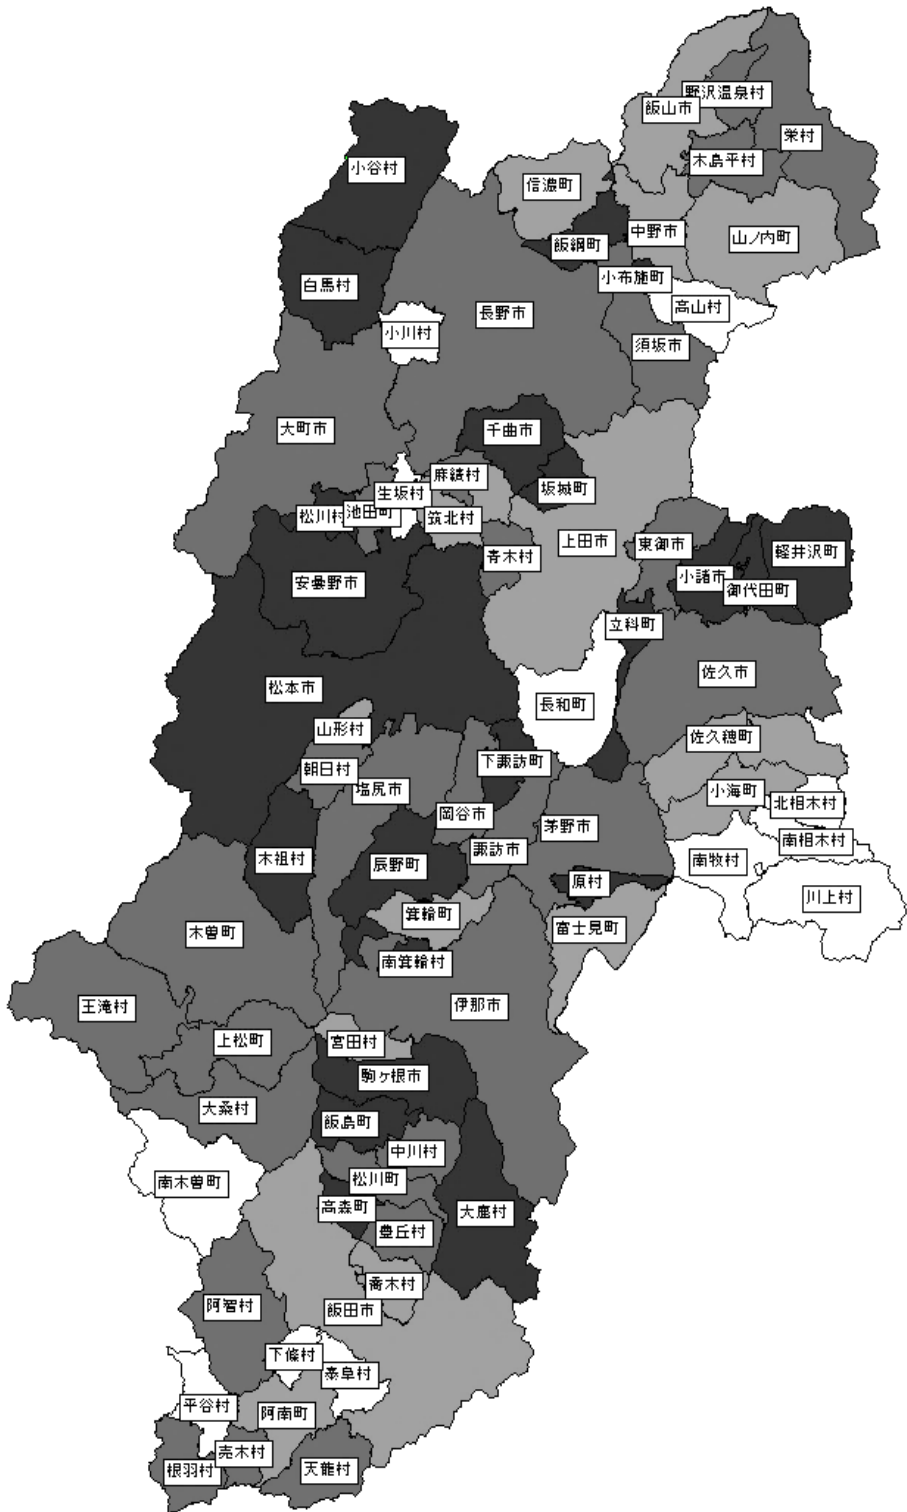 野沢温泉村
飯山市
栄村
木島平村
小谷村
信濃町
中野市
山ノ内町
飯綱町
小布施町
白馬村
高山村
長野市
小川村
須坂市
大町市
千曲市
麻績村
生坂村
坂城町
松川村
池田町
筑北村
上田市
東御市
軽井沢町
青木村
小諸市
安曇野市
御代田町
立科町
佐久市
松本市
長和町
山形村
佐久穂町
下諏訪町
朝日村
塩尻市
小海町
北相木村
岡谷市
茅野市
南相木村
木祖村
諏訪市
南牧村
辰野町
原村
川上村
箕輪町
富士見町
木曽町
南箕輪村
王滝村
伊那市
上松町
宮田村
駒ヶ根市
大桑村
飯島町
中川村
南木曽町
松川町
高森町
大鹿村
豊丘村
喬木村
阿智村
飯田市
下條村
泰阜村
平谷村
阿南町
売木村
根羽村
天龍村